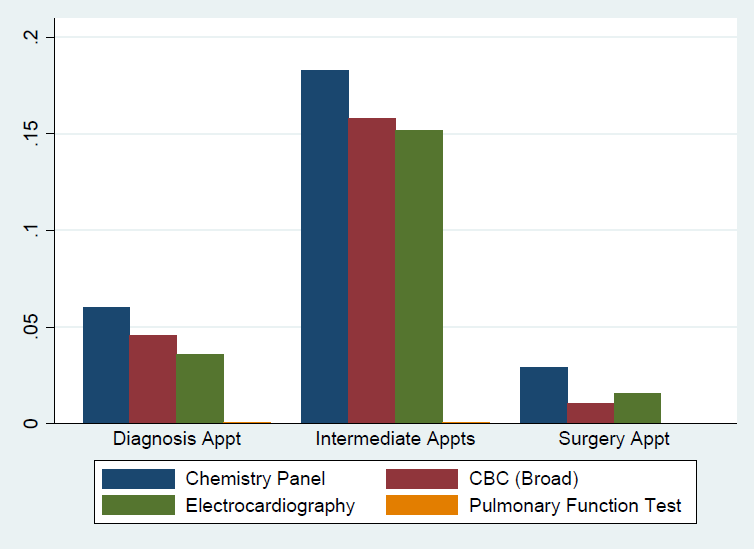 .2
.15
.1
.05
0
Diagnosis Appt Intermediate Appts Surgery Appt
Chemistry Panel CBC (Broad)
Electrocardiography Pulmonary Function Test